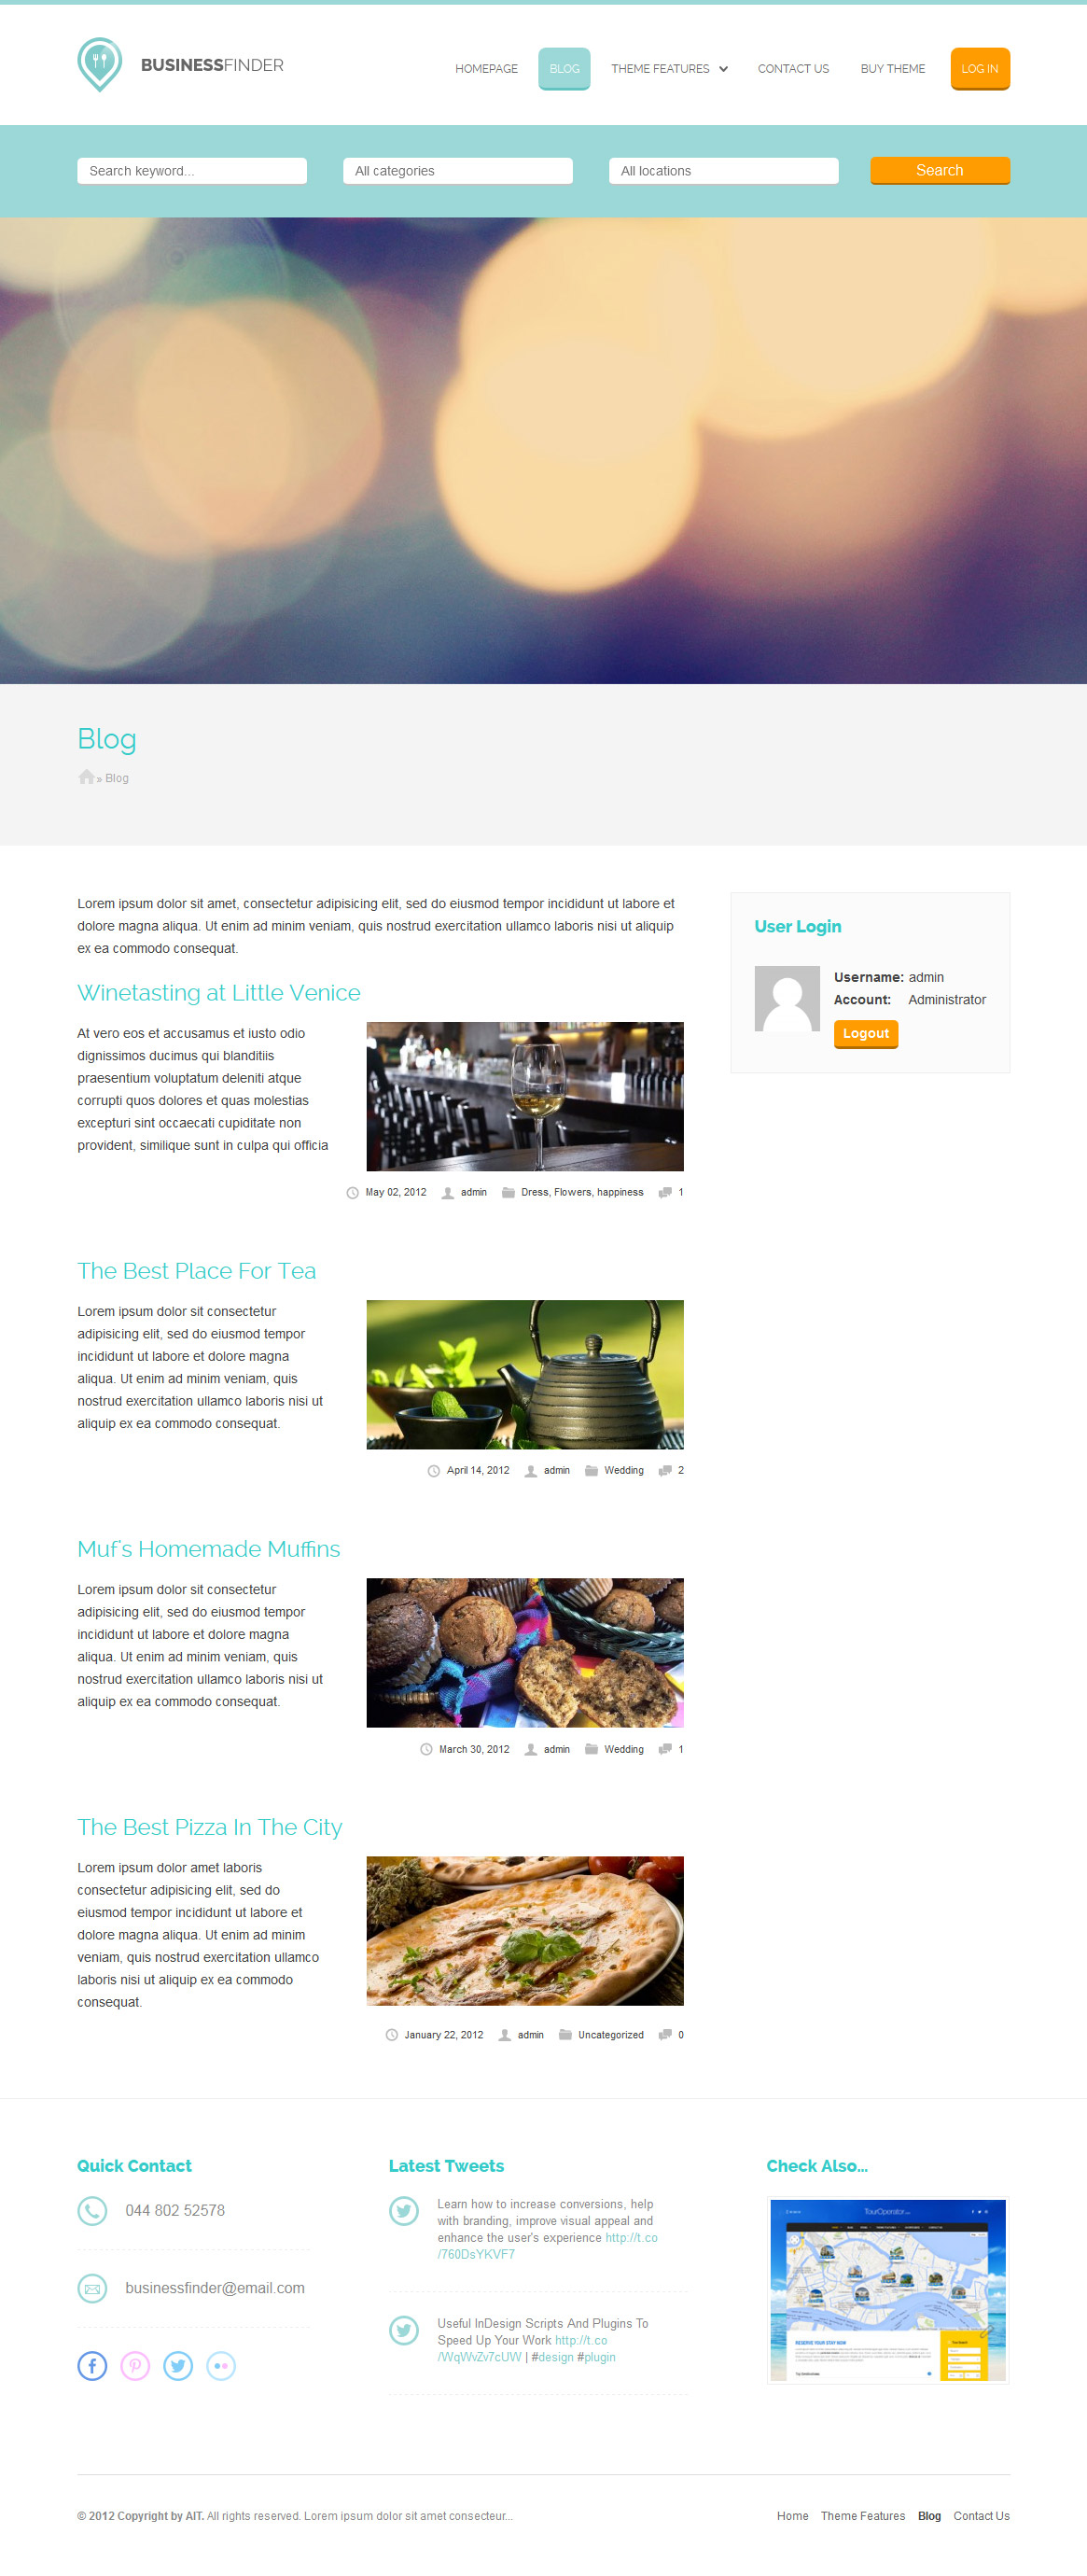 BUSINESSFINDER
HOMEPAGE BLOG THEME FEATURES CONTACT US BUY THEME LOG IN
Search keyword... All categories All locations Search
Blog
» Blog
Lorem ipsum dolor sit amet, consectetur adipisicing elit, sed do eiusmod tempor incididunt ut labore et
dolore magna aliqua. Ut enim ad minim veniam, quis nostrud exercitation ullamco laboris nisi ut aliquip
ex ea commodo consequat.
Winetasting at Little Venice
At vero eos et accusamus et iusto odio
dignissimos ducimus qui blanditiis
praesentium voluptatum deleniti atque
corrupti quos dolores et quas molestias
excepturi sint occaecati cupiditate non
provident, similique sunt in culpa qui officia
May 02, 2012 admin Dress, Flowers, happiness 1
The Best Place For Tea
Lorem ipsum dolor sit consectetur
adipisicing elit, sed do eiusmod tempor
incididunt ut labore et dolore magna
aliqua. Ut enim ad minim veniam, quis
nostrud exercitation ullamco laboris nisi ut
aliquip ex ea commodo consequat.
April 14, 2012 admin Wedding 2
Muf's Homemade Muffins
Lorem ipsum dolor sit consectetur
adipisicing elit, sed do eiusmod tempor
incididunt ut labore et dolore magna
aliqua. Ut enim ad minim veniam, quis
nostrud exercitation ullamco laboris nisi ut
aliquip ex ea commodo consequat.
March 30, 2012 admin Wedding 1
The Best Pizza In The City
Lorem ipsum dolor amet laboris
consectetur adipisicing elit, sed do
eiusmod tempor incididunt ut labore et
dolore magna aliqua. Ut enim ad minim
veniam, quis nostrud exercitation ullamco
laboris nisi ut aliquip ex ea commodo
consequat.
January 22, 2012 admin Uncategorized 0
User Login
Username: admin
Account: Administrator
Logout
Quick Contact
044 802 52578
businessfinder@email.com
Latest Tweets
Learn how to increase conversions, help
with branding, improve visual appeal and
enhance the user's experience http://t.co
/760DsYKVF7
Useful InDesign Scripts And Plugins To
Speed Up Your Work http://t.co
/WqWvZv7cUW | #design #plugin
Check Also...
TourOperator
RESERVE YOUR STAY NOW
© 2012 Copyright by AIT. All rights reserved. Lorem ipsum dolor sit amet consecteur...
Home Theme Features Blog Contact Us